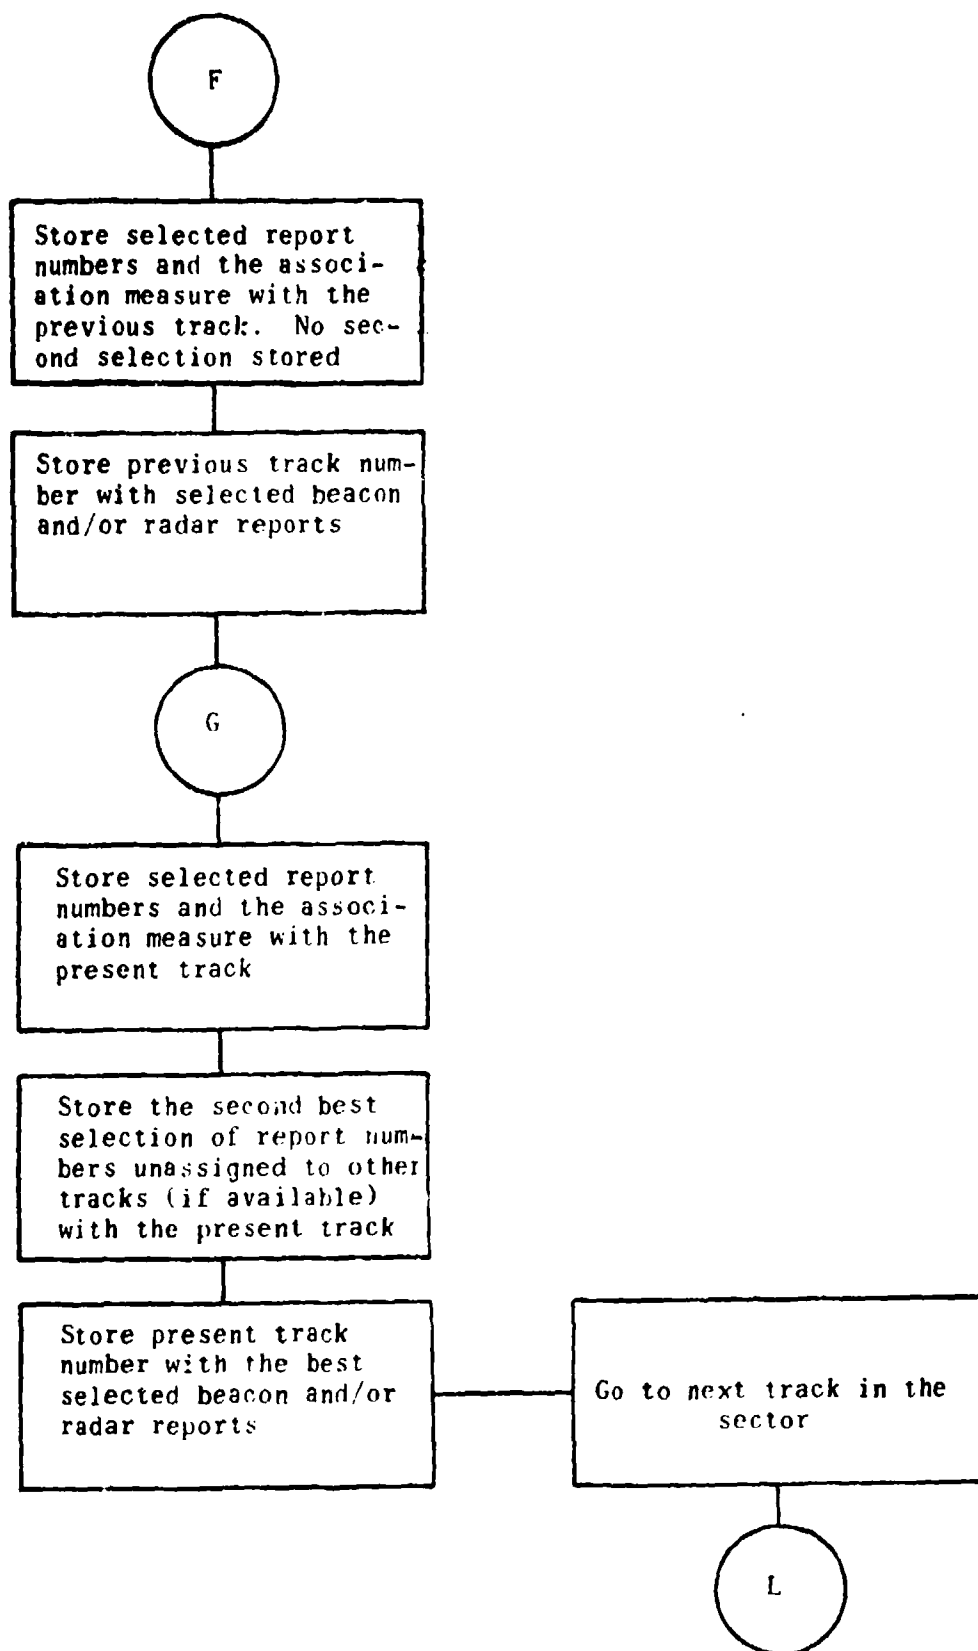 F
Store selected report
numbers and the associ-
ation measure with the
previous track. No sec-
ond selection stored
Store previous track num-
ber with selected beacon
and/or radar reports
G
Store selected report
numbers and the associ-
ation measure with the
present track
Store the second best
selection of report num-
bers unassigned to other
tracks (if available)
with the present track
Store present track
number with the best
selected beacon and/or
radar reports
Go to next track in the
sector
L